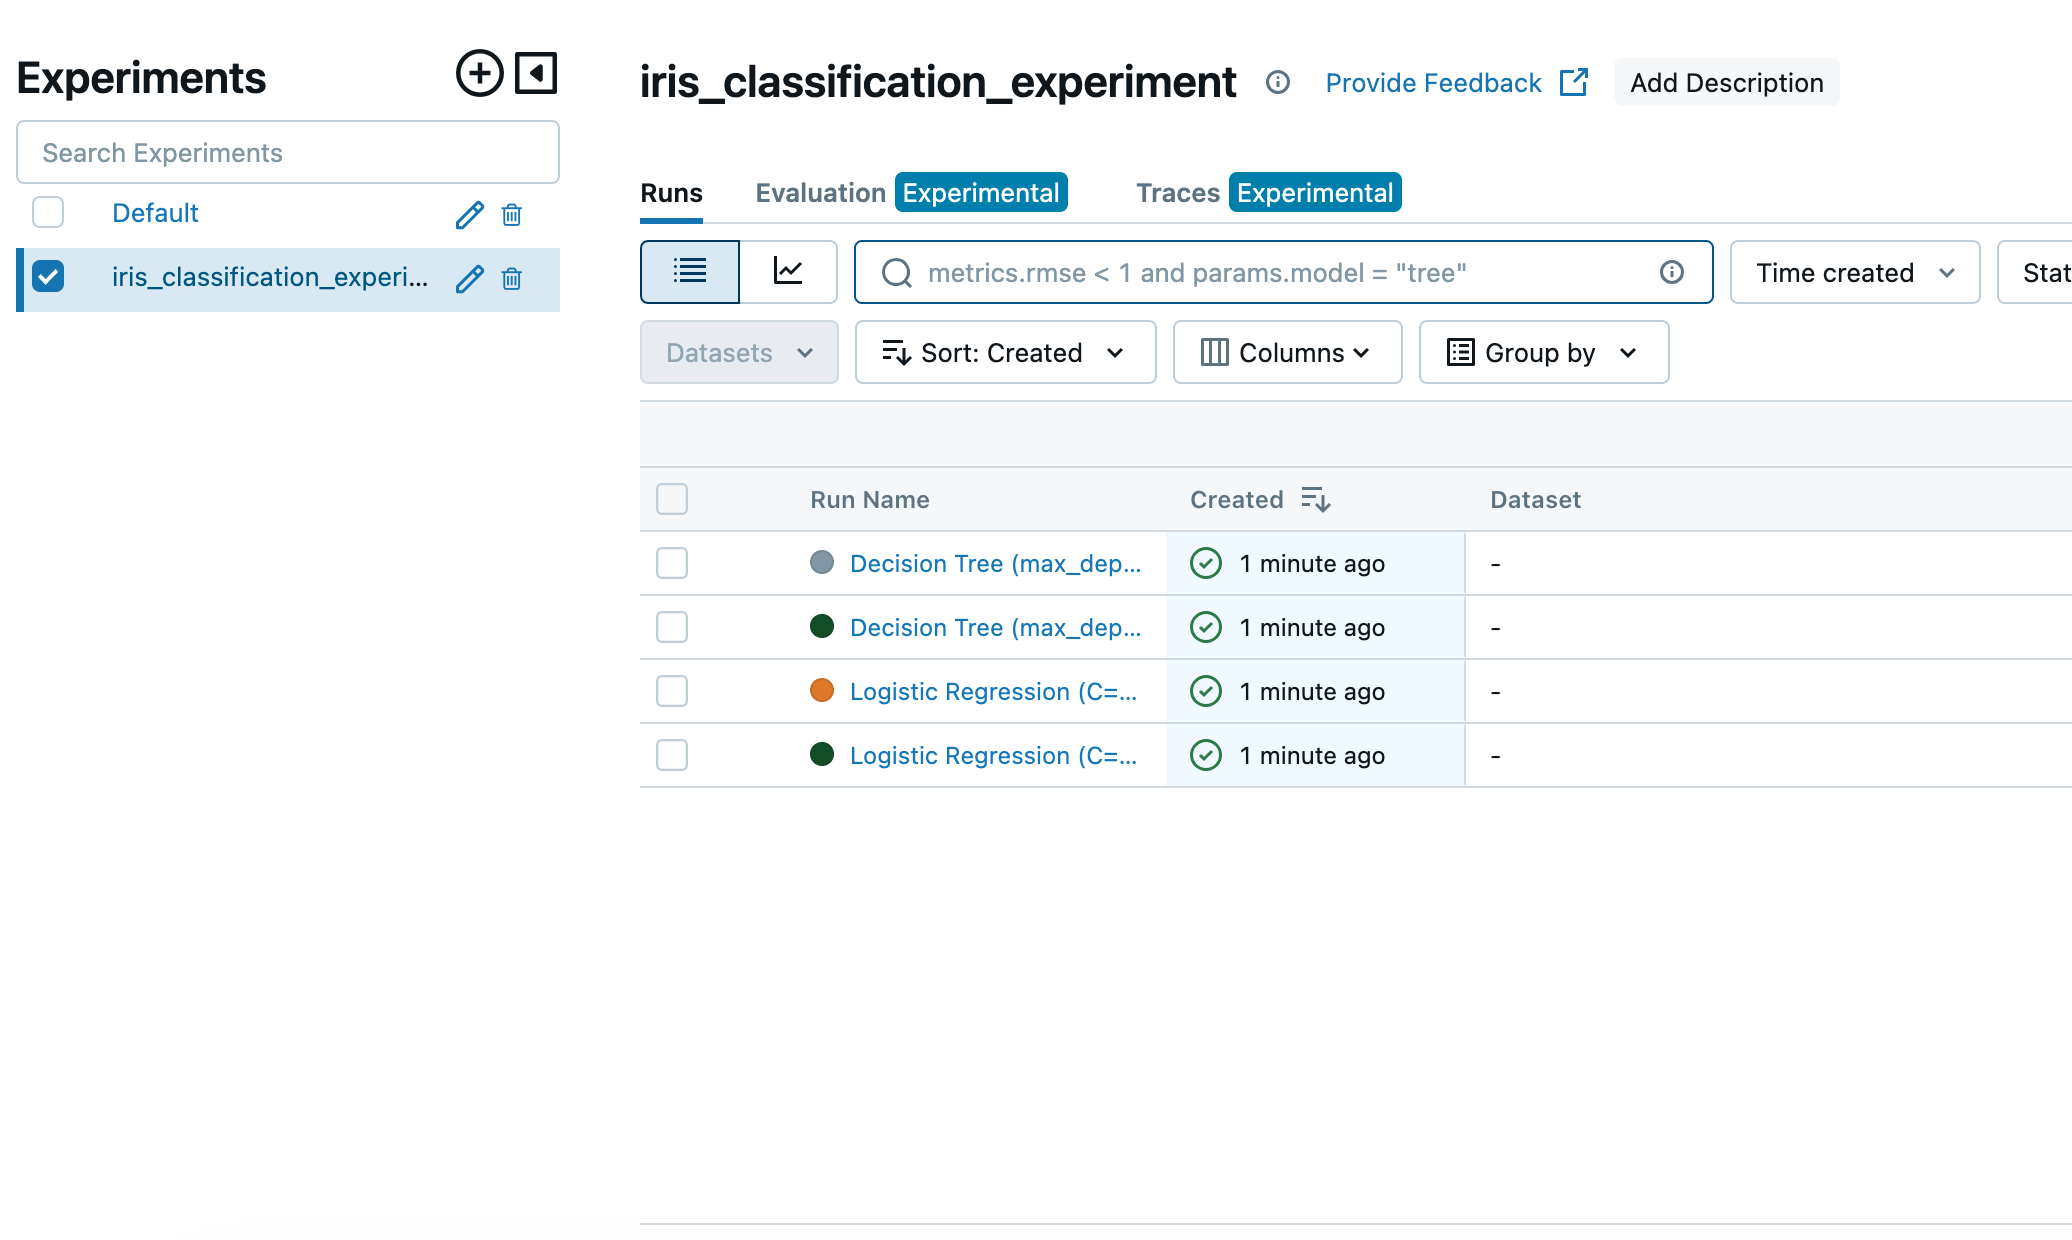 Experiments
Search Experiments
Default
iris_classification_experi...
iris_classification_experiment
Provide Feedback
Add Description
Runs
Evaluation Experimental
Traces Experimental
metrics.rmse < 1 and params.model = "tree"
Time created
Stat
Datasets
Sort: Created
Columns
Group by
Run Name Created Dataset
Decision Tree (max_dep... 1 minute ago -
Decision Tree (max_dep... 1 minute ago -
Logistic Regression (C=... 1 minute ago -
Logistic Regression (C=... 1 minute ago -